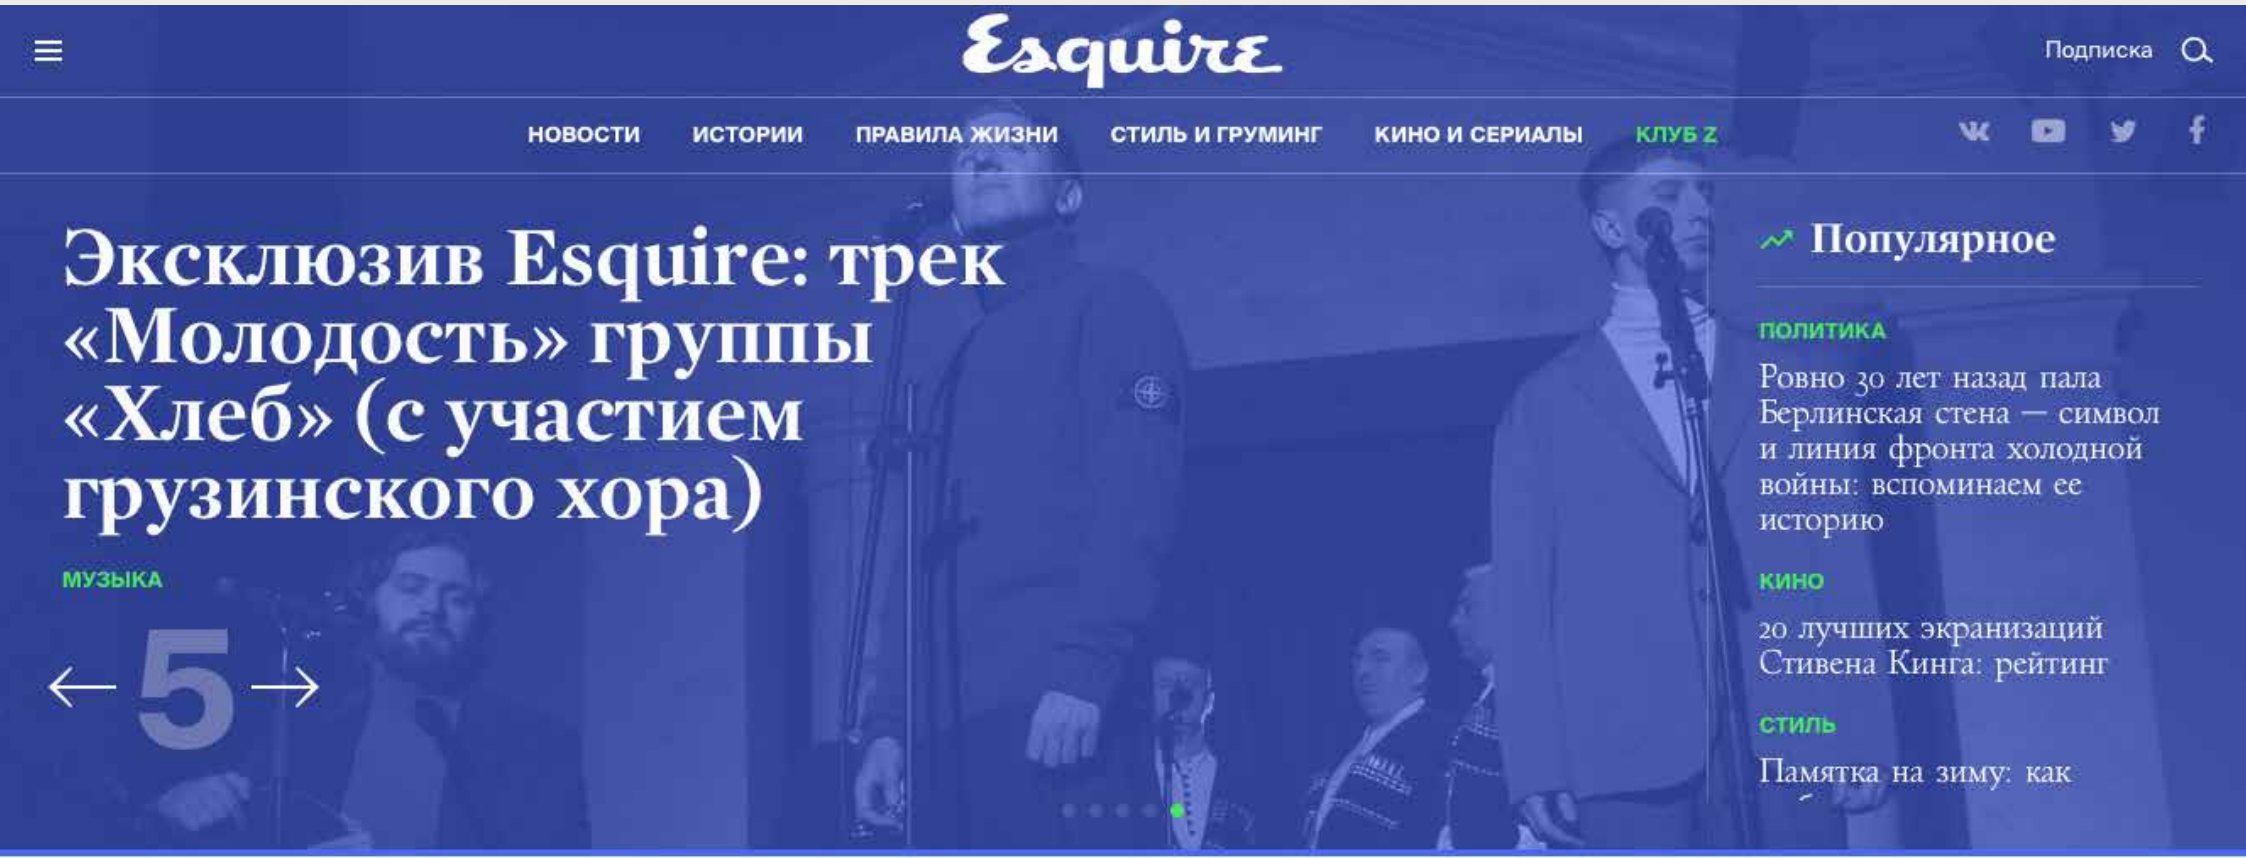 Esquire
Подписка
НОВОСТИ ИСТОРИИ ПРАВИЛА ЖИЗНИ СТИЛЬ И ГРУМИНГ КИНО И СЕРИАЛЫ КЛУБ Z
Эксклюзив Esquire: трек
«Молодость» группы
«Хлеб» (с участием
грузинского хора)
МУЗЫКА
5
Популярное
ПОЛИТИКА
Ровно 30 лет назад пала
Берлинская стена — символ
и линия фронта холодной
войны: вспоминаем ее
историю
КИНО
20 лучших экранизаций
Стивена Кинга: рейтинг
СТИЛЬ
Памятка на зиму: как